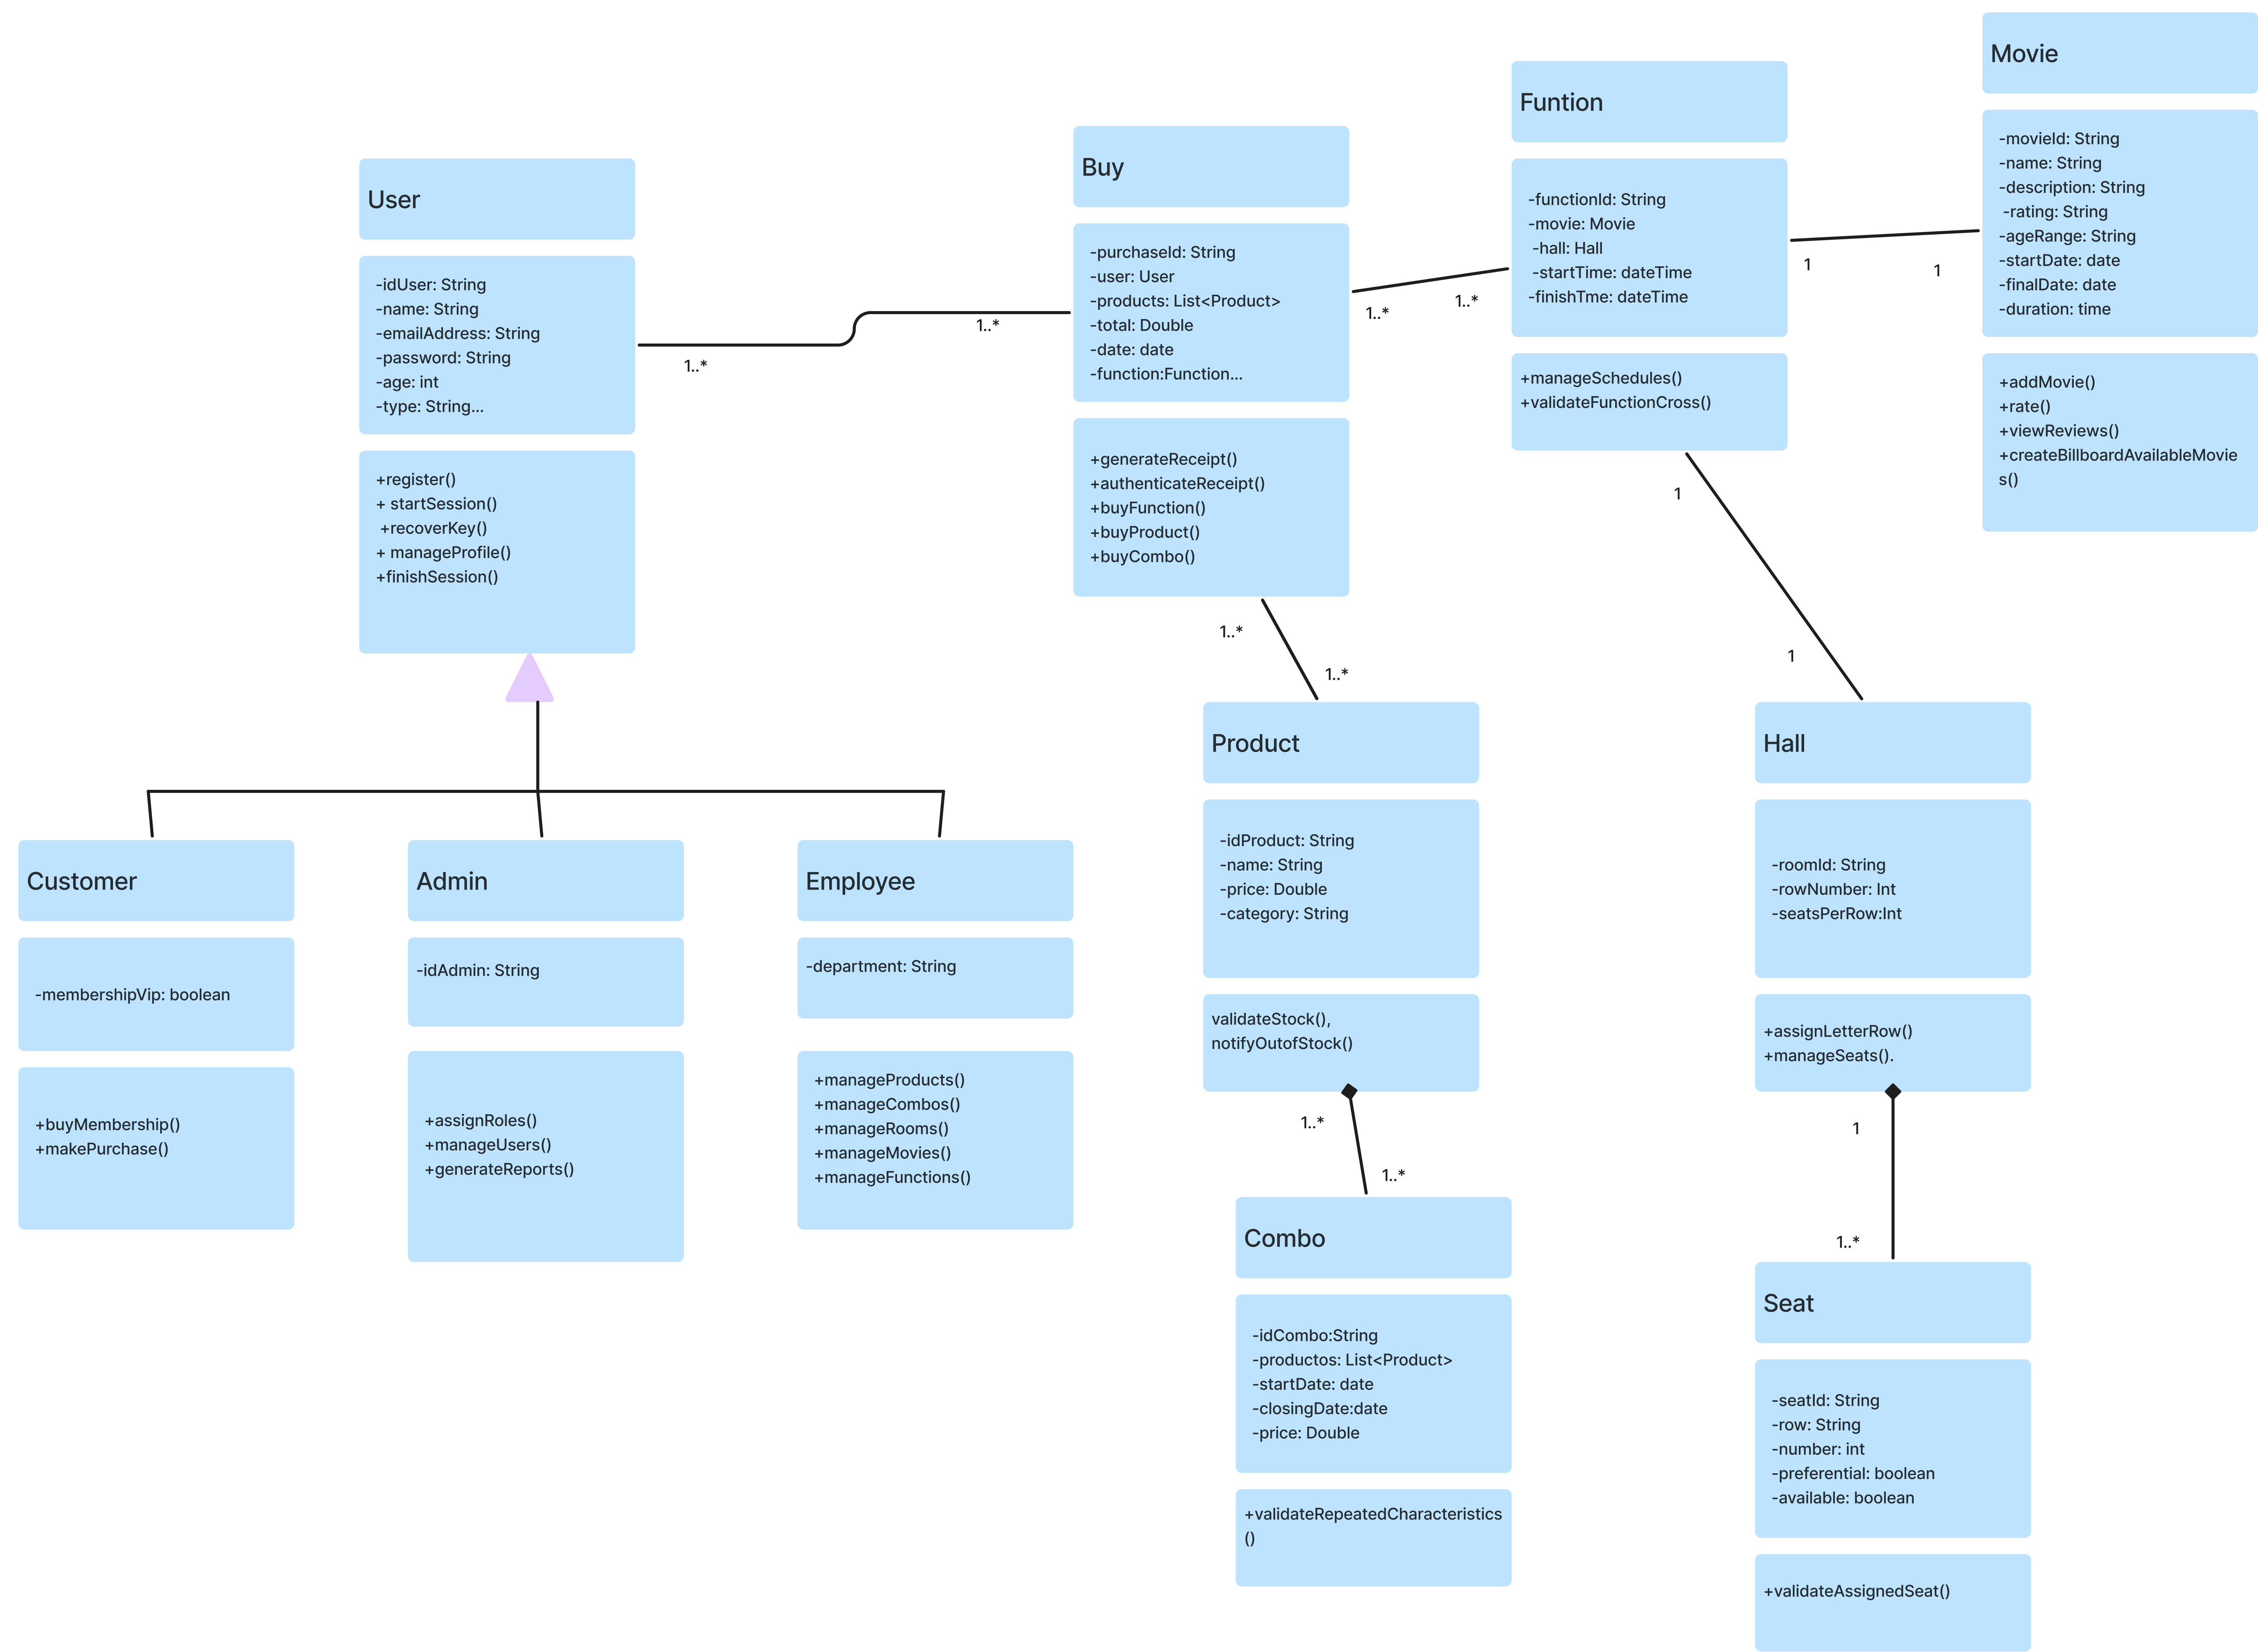 User
-idUser: String
-name: String
-emailAddress: String
-password: String
-age: int
-type: String...
+register()
+ startSession()
+recoverKey()
+ manageProfile()
+finishSession()
1..*
1..*
Buy
-purchaseId: String
-user: User
-products: List<Product>
-total: Double
-date: date
-function:Function...
+generateReceipt()
+authenticateReceipt()
+buyFunction()
+buyProduct()
+buyCombo()
1..*
1..*
Funtion
-functionId: String
-movie: Movie
-hall: Hall
-startTime: dateTime
-finishTme: dateTime
+manageSchedules()
+validateFunctionCross()
1
1
Movie
-movieId: String
-name: String
-description: String
-rating: String
-ageRange: String
-startDate: date
-finalDate: date
-duration: time
+addMovie()
+rate()
+viewReviews()
+createBillboardAvailableMovie
s()
1
1
1..*
1..*
Customer
-membershipVip: boolean
+buyMembership()
+makePurchase()
Admin
-idAdmin: String
+assignRoles()
+manageUsers()
+generateReports()
Employee
-department: String
+manageProducts()
+manageCombos()
+manageRooms()
+manageMovies()
+manageFunctions()
Product
-idProduct: String
-name: String
-price: Double
-category: String
validateStock(),
notifyOutofStock()
1..*
1..*
Combo
-idCombo:String
-productos: List<Product>
-startDate: date
-closingDate:date
-price: Double
+validateRepeatedCharacteristics
()
Hall
-roomId: String
-rowNumber: Int
-seatsPerRow:Int
+assignLetterRow()
+manageSeats().
1
1..*
Seat
-seatId: String
-row: String
-number: int
-preferential: boolean
-available: boolean
+validateAssignedSeat()